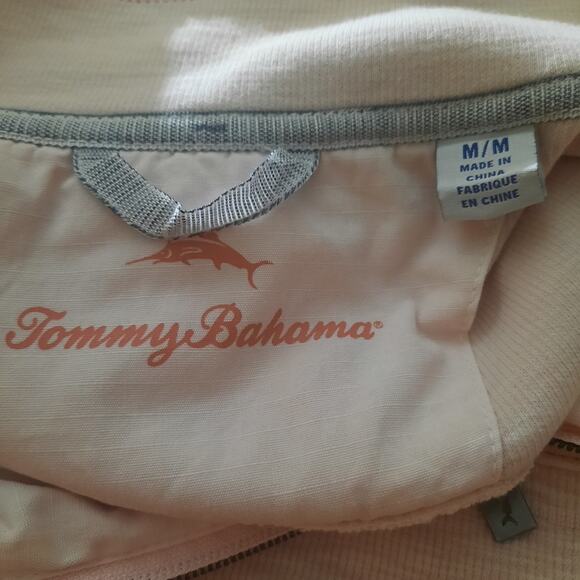 M/M
MADE IN
CHINA
FABRIQUE
EN CHINE
Tommy Bahama®